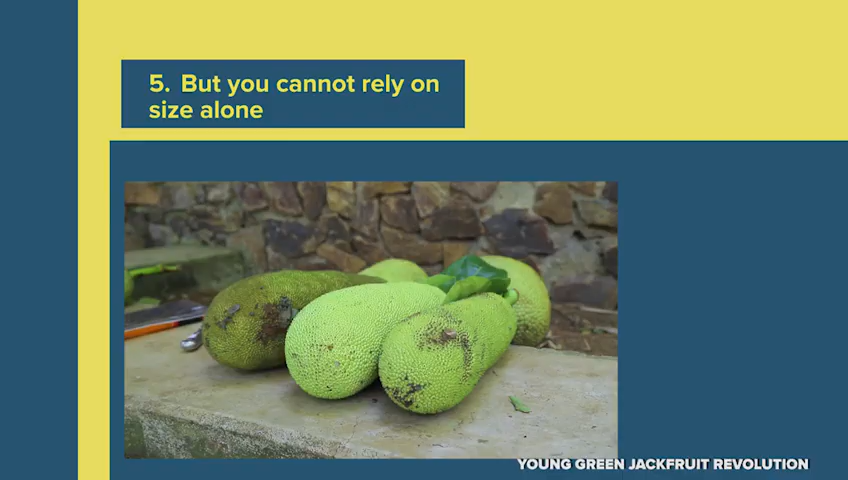 5. But you cannot rely on
size alone
YOUNG GREEN JACKFRUIT REVOLUTION